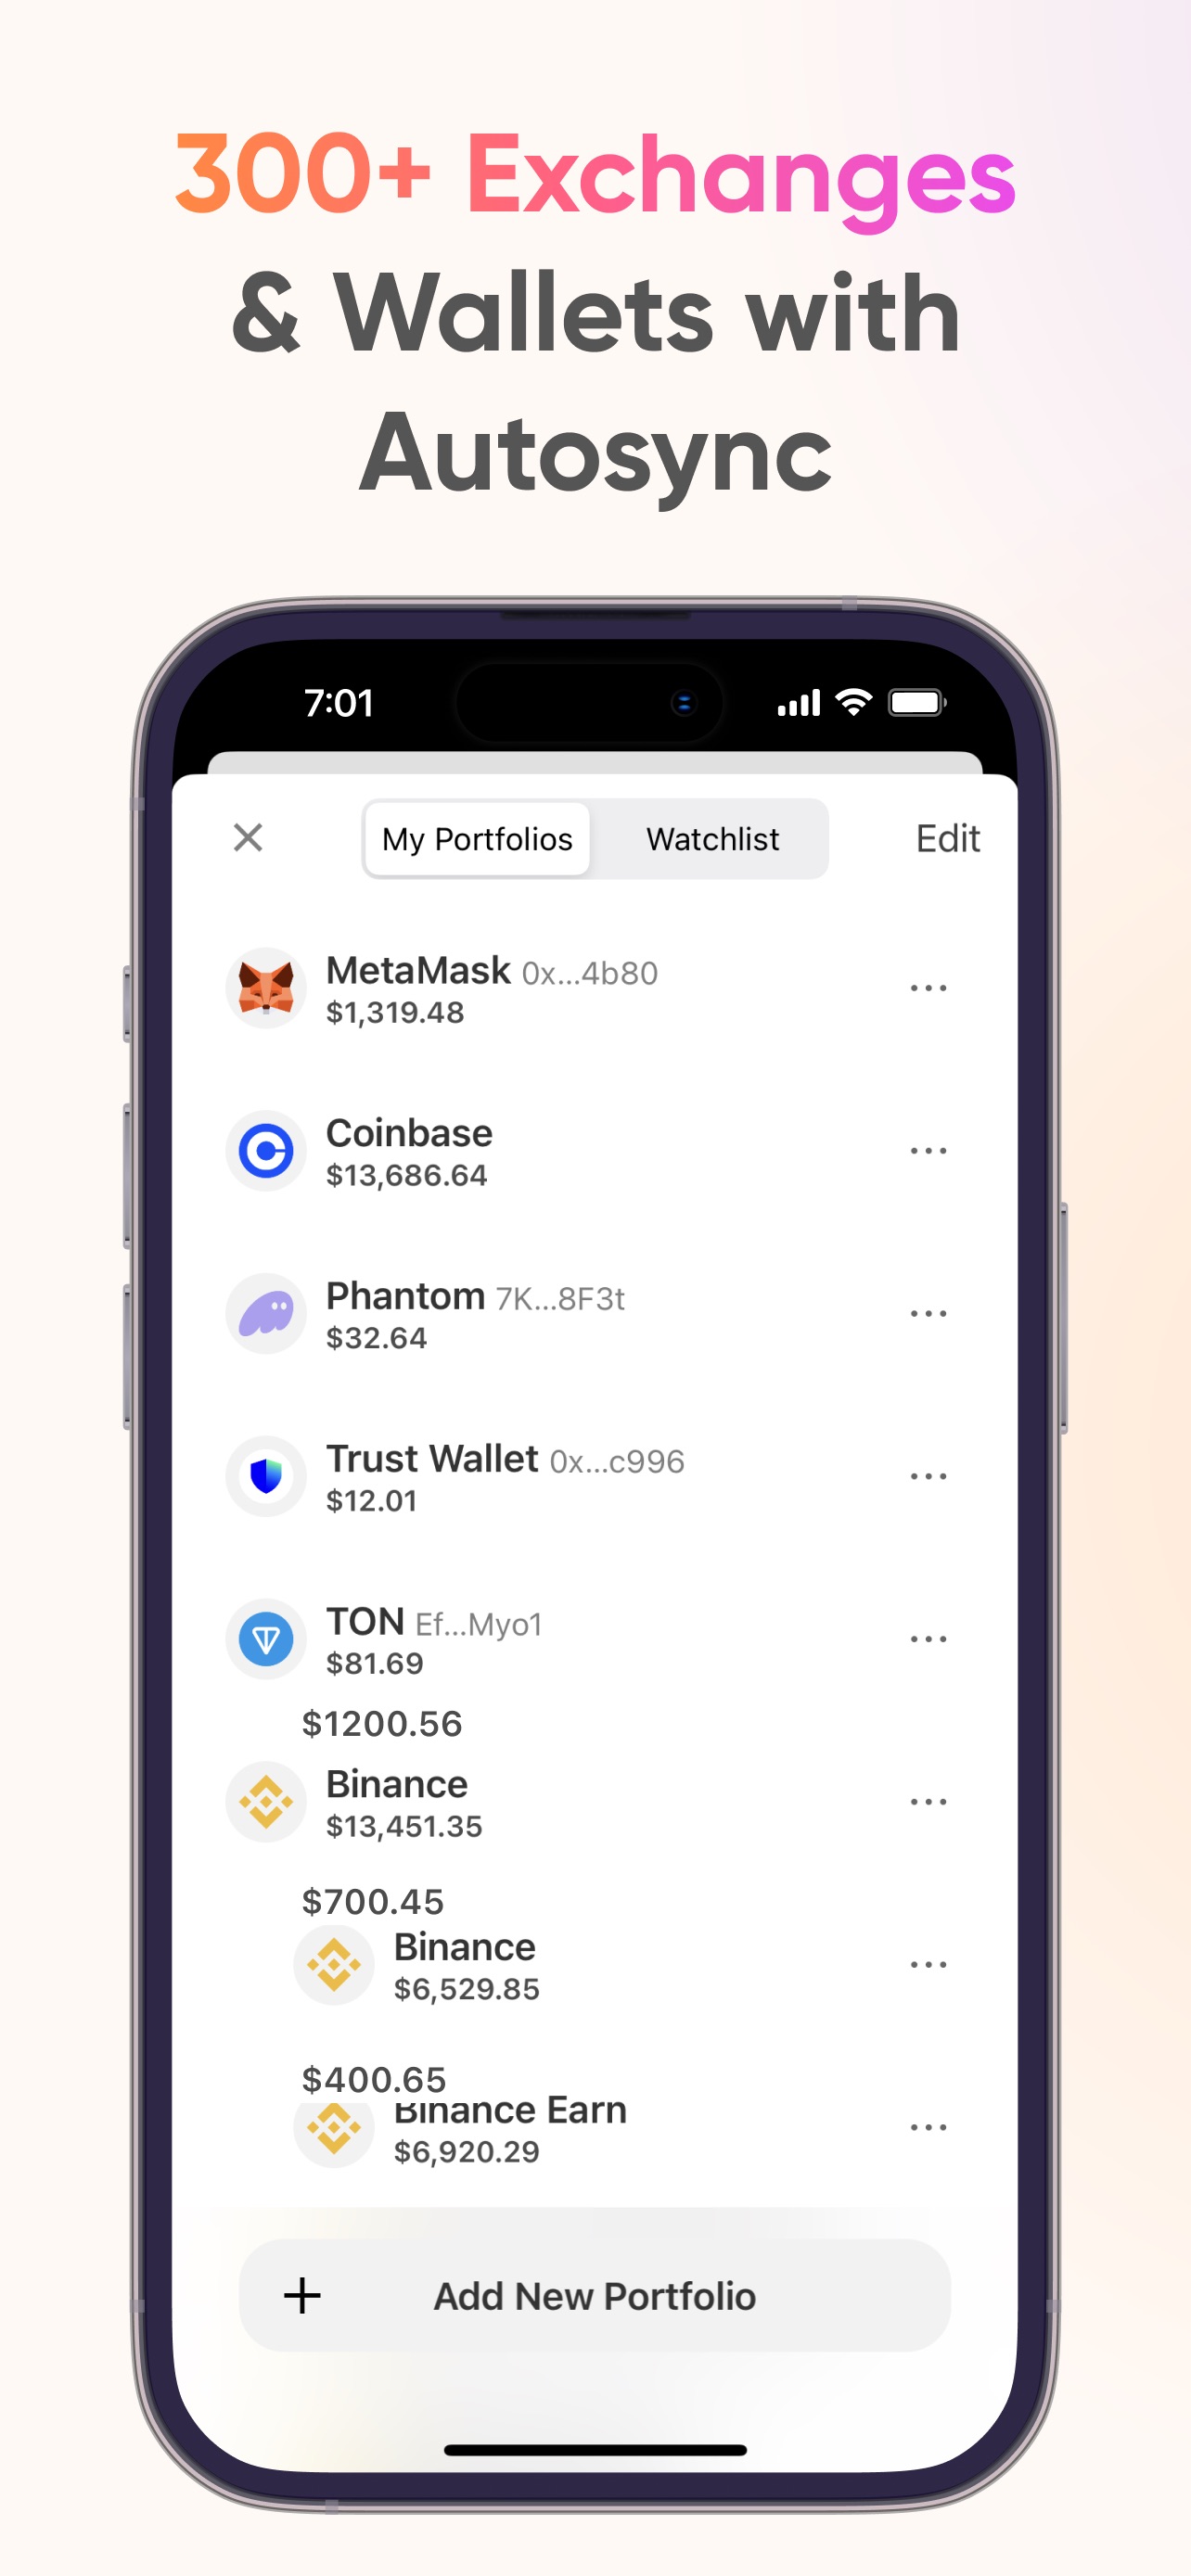 300+ Exchanges
& Wallets with
Autosync
7:01
My Portfolios
Watchlist
Edit
MetaMask 0x...4b80
$1,319.48
Coinbase
$13,686.64
Phantom 7K...8F3t
$32.64
Trust Wallet 0x...c996
$12.01
TON Ef...Myo1
$81.69
$1200.56
Binance
$13,451.35
$700.45
Binance
$6,529.85
$400.65
Binance Earn
$6,920.29
+ Add New Portfolio